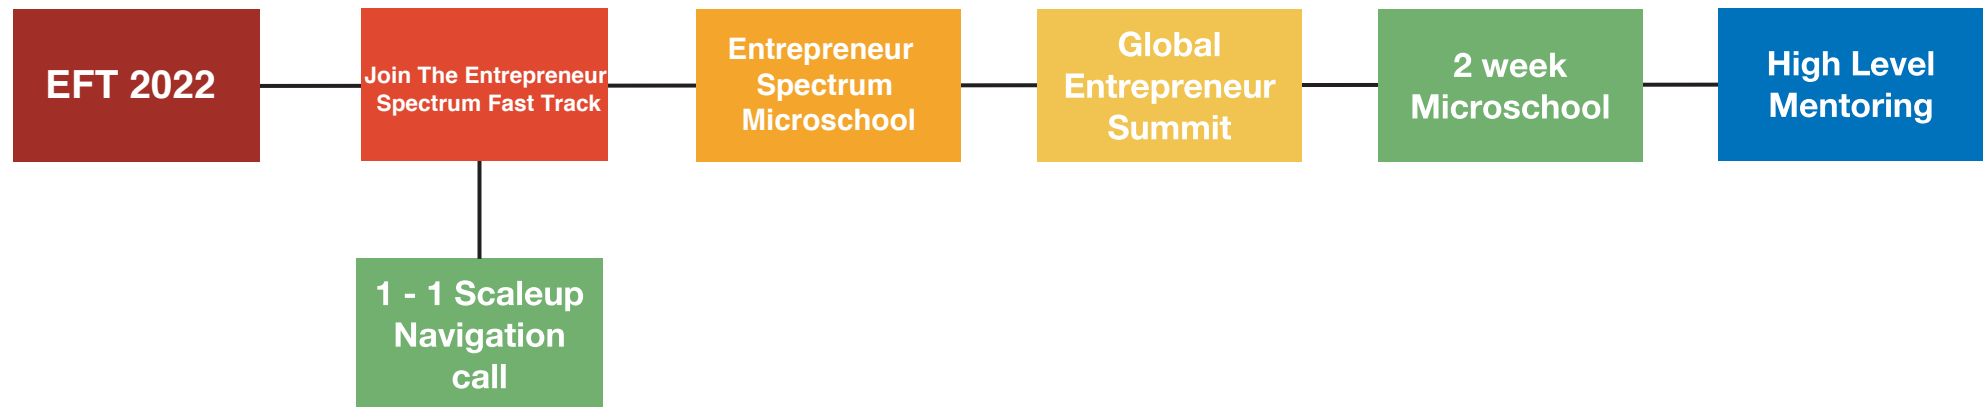 EFT 2022
Join The Entrepreneur
Spectrum Fast Track
Entrepreneur
Spectrum
Microschool
Global
Entrepreneur
Summit
2 week
Microschool
High Level
Mentoring
1 - 1 Scaleup
Navigation
call